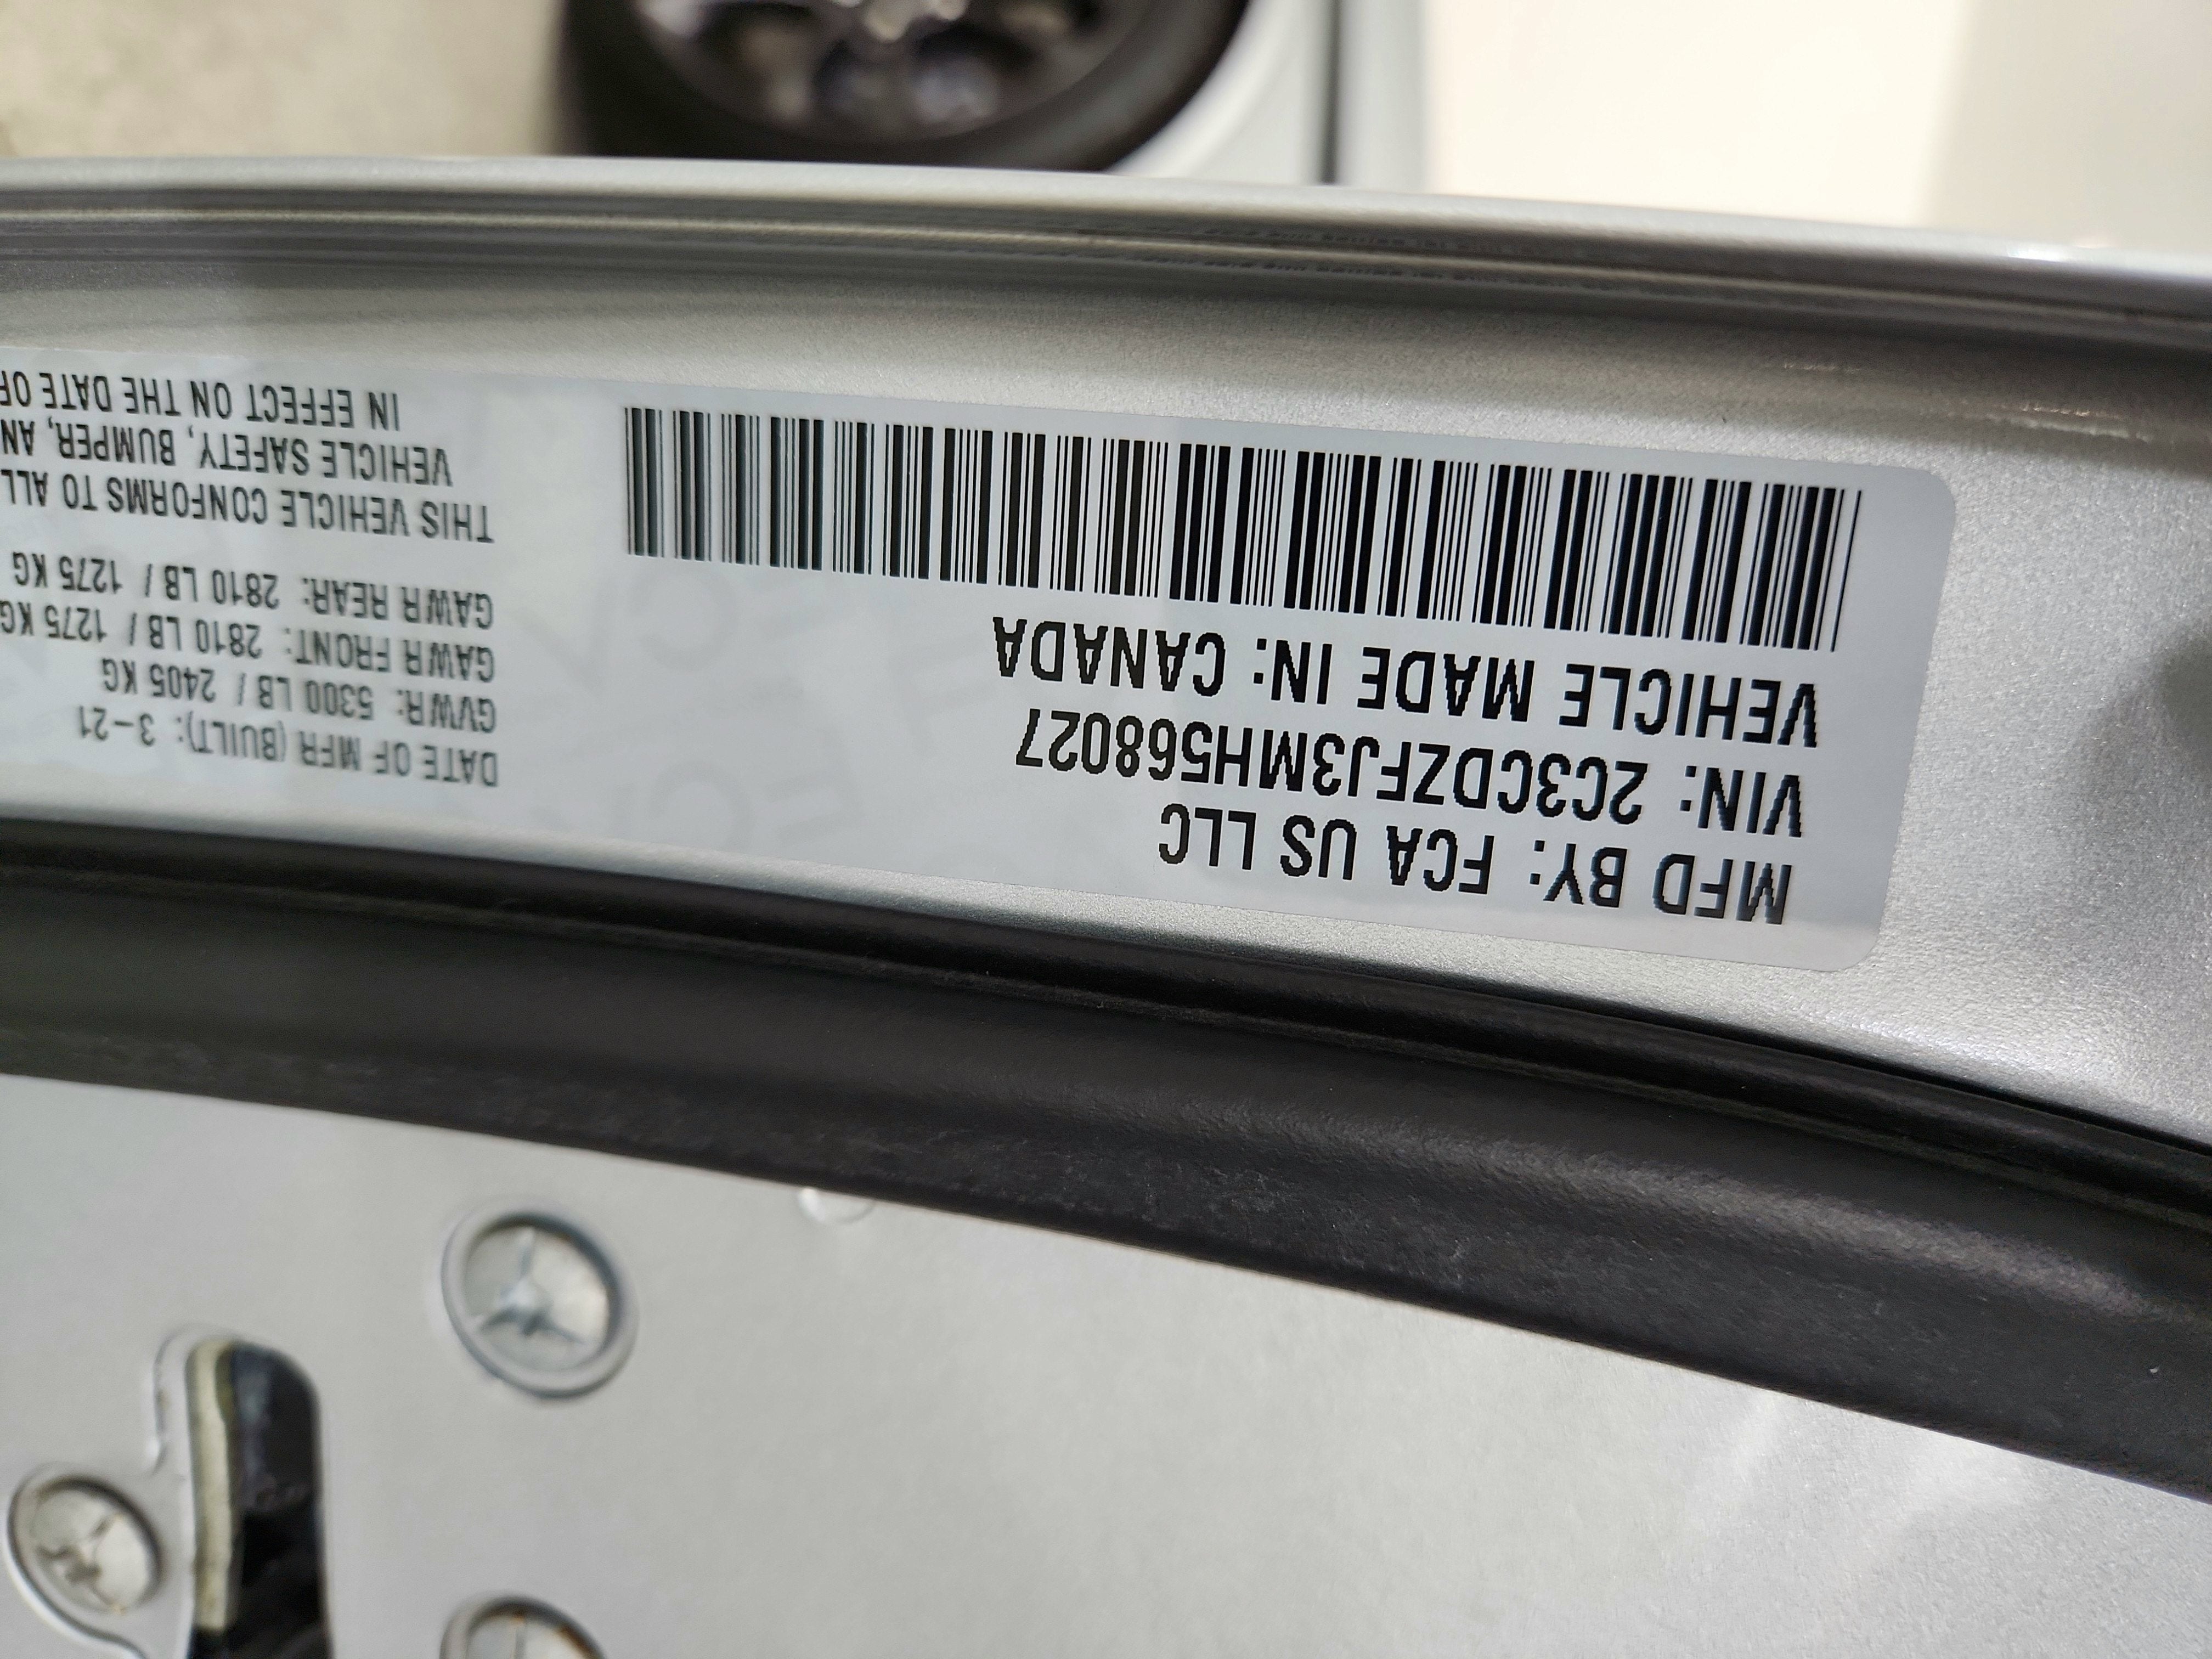 MFD BY: FCA US LLC
VIN: 2C3CDZFJ3MH568027
VEHICLE MADE IN: CANADA
DATE OF MFR (BUILT): 3-21
GVWR: 5300 LB / 2405 KG
GAWR FRONT: 2810 LB / 1275 KG
GAWR REAR: 2810 LB / 1275 KG
THIS VEHICLE CONFORMS TO ALL
VEHICLE SAFETY, BUMPER, AN
IN EFFECT ON THE DATE OF